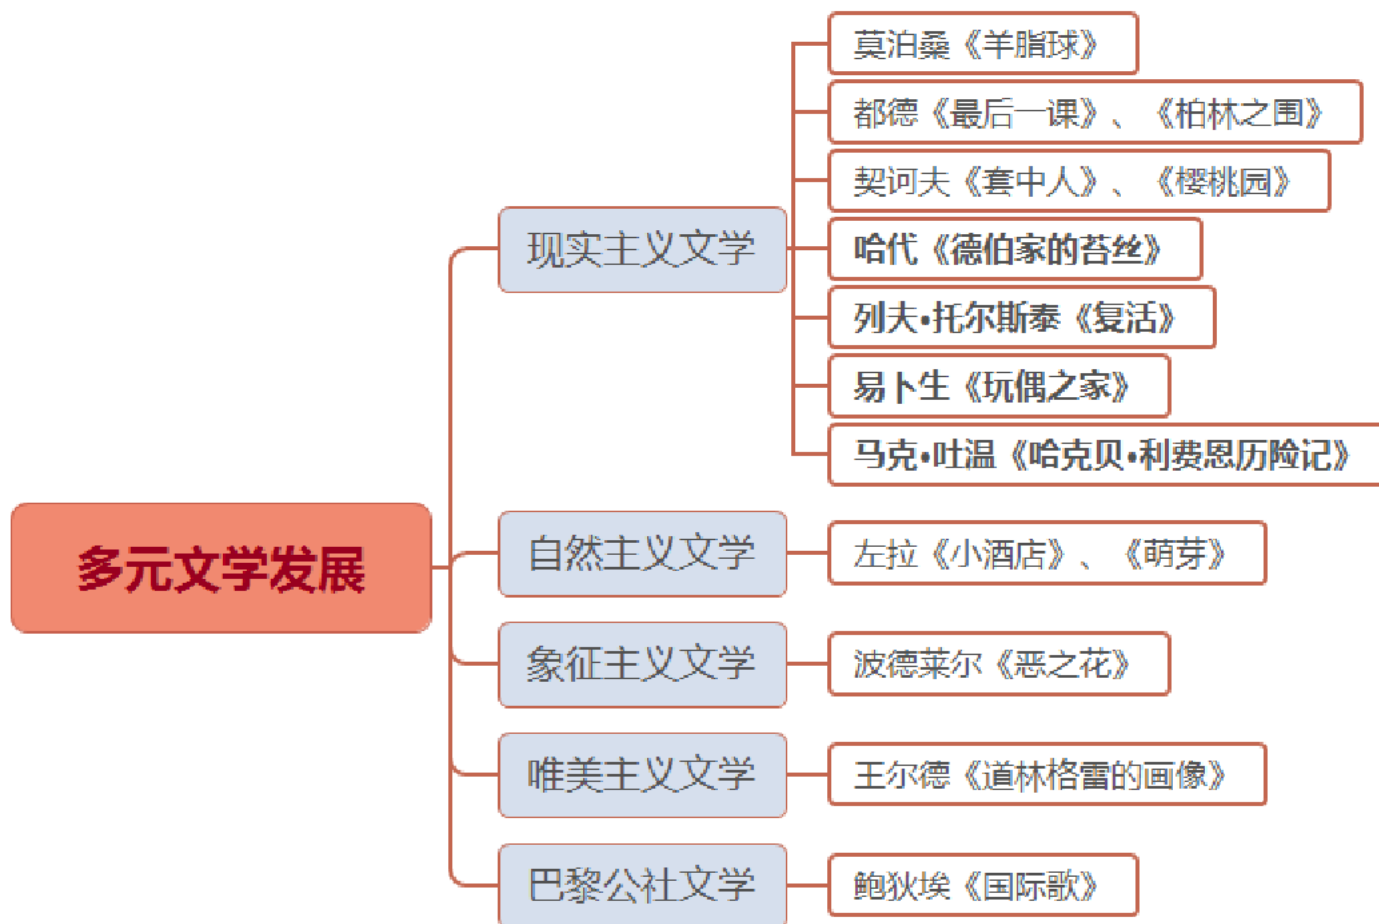 莫泊桑《羊脂球》
都德《最后一课》、《柏林之围》
契诃夫《套中人》、《樱桃园》
现实主义文学
哈代《德伯家的苔丝》
列夫•托尔斯泰《复活》
易卜生《玩偶之家》
马克•吐温《哈克贝•利费恩历险记》
多元文学发展
自然主义文学
左拉《小酒店》、《萌芽》
象征主义文学
波德莱尔《恶之花》
唯美主义文学
王尔德《道林格雷的画像》
巴黎公社文学
鲍狄埃《国际歌》